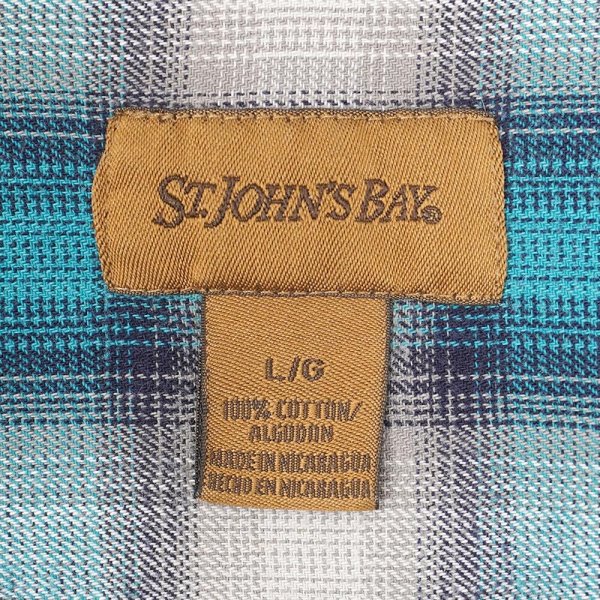 ST. JOHN'S BAY®
L/G
100% COTTON/
ALGODON
MADE IN NICARAGUA
HECHO EN NICARAGUA